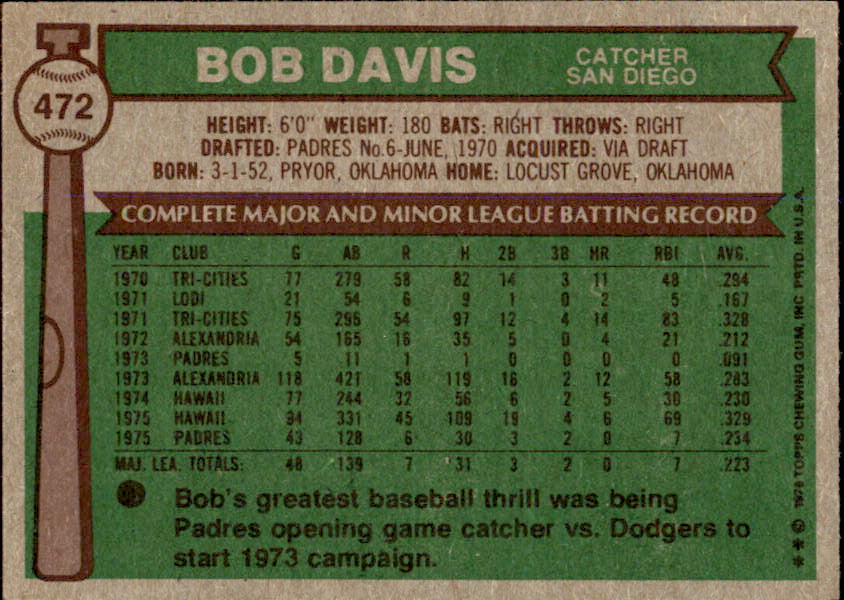 472
BOB DAVIS
CATCHER
SAN DIEGO
HEIGHT: 6'0" WEIGHT: 180 BATS: RIGHT THROWS: RIGHT
DRAFTED: PADRES No.6-JUNE, 1970 ACQUIRED: VIA DRAFT
BORN: 3-1-52, PRYOR, OKLAHOMA HOME: LOCUST GROVE, OKLAHOMA
COMPLETE MAJOR AND MINOR LEAGUE BATTING RECORD
YEAR CLUB G AB R H 2B 3B HR RBI AVG.
1970 TRI-CITIES 77 279 58 82 14 3 11 48 .294
1971 LODI 21 54 6 9 1 0 2 5 .167
1971 TRI-CITIES 75 296 54 97 12 4 14 83 .328
1972 ALEXANDRIA 54 165 16 35 5 0 4 21 .212
1973 PADRES 5 11 1 1 0 0 0 0 .091
1973 ALEXANDRIA 118 421 58 119 16 2 12 58 .283
1974 HAWAII 77 244 32 56 6 2 5 30 .230
1975 HAWAII 94 331 45 109 19 4 6 69 .329
1975 PADRES 43 128 6 30 3 2 0 7 .234
MAJ. LEA. TOTALS: 48 139 7 31 3 2 0 7 .223
Bob's greatest baseball thrill was being
Padres opening game catcher vs. Dodgers to
start 1973 campaign.
**© 1976 TOPPS CHEWING GUM, INC. PRTD. IN U.S.A.